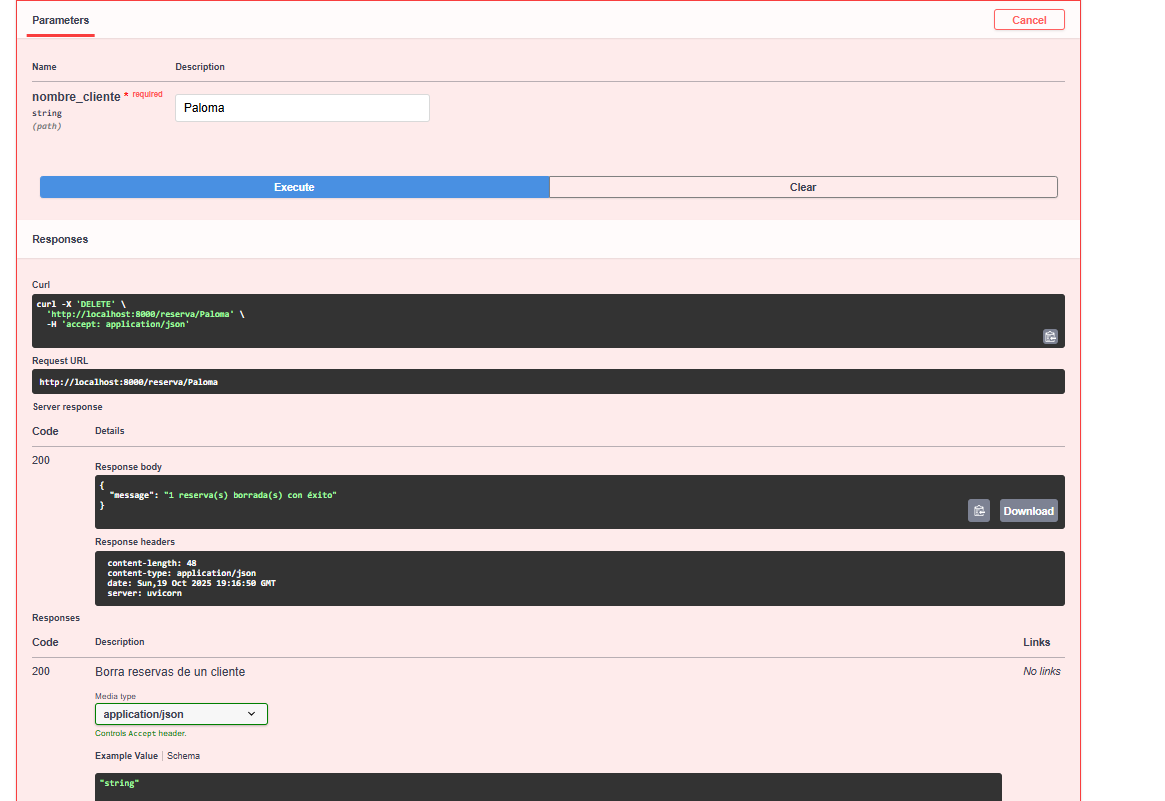 Parameters
Cancel
Name Description
nombre_cliente * required
string
(path)
Paloma
Execute Clear
Responses
Curl
curl -X 'DELETE' \
'http://localhost:8000/reserva/Paloma' \
-H 'accept: application/json'
Request URL
http://localhost:8000/reserva/Paloma
Server response
Code Details
200
Response body
{
"message": "1 reserva(s) borrada(s) con éxito"
}
Download
Response headers
content-length: 48
content-type: application/json
date: Sun,19 Oct 2025 19:16:50 GMT
server: uvicorn
Responses
Code Description Links
200 Borra reservas de un cliente No links
Media type
application/json
Controls Accept header.
Example Value Schema
"string"